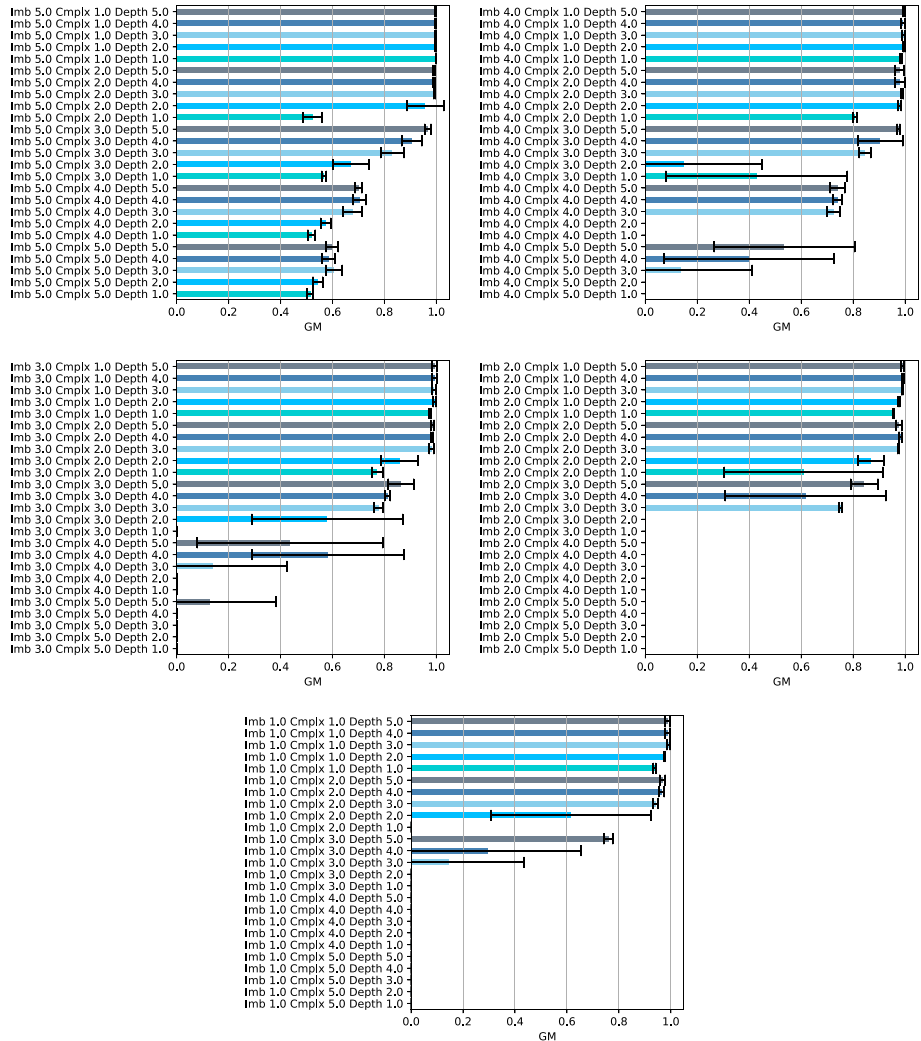 Imb 5.0 Cmplx 1.0 Depth 5.0
Imb 5.0 Cmplx 1.0 Depth 4.0
Imb 5.0 Cmplx 1.0 Depth 3.0
Imb 5.0 Cmplx 1.0 Depth 2.0
Imb 5.0 Cmplx 1.0 Depth 1.0
Imb 5.0 Cmplx 2.0 Depth 5.0
Imb 5.0 Cmplx 2.0 Depth 4.0
Imb 5.0 Cmplx 2.0 Depth 3.0
Imb 5.0 Cmplx 2.0 Depth 2.0
Imb 5.0 Cmplx 2.0 Depth 1.0
Imb 5.0 Cmplx 3.0 Depth 5.0
Imb 5.0 Cmplx 3.0 Depth 4.0
Imb 5.0 Cmplx 3.0 Depth 3.0
Imb 5.0 Cmplx 3.0 Depth 2.0
Imb 5.0 Cmplx 3.0 Depth 1.0
Imb 5.0 Cmplx 4.0 Depth 5.0
Imb 5.0 Cmplx 4.0 Depth 4.0
Imb 5.0 Cmplx 4.0 Depth 3.0
Imb 5.0 Cmplx 4.0 Depth 2.0
Imb 5.0 Cmplx 4.0 Depth 1.0
Imb 5.0 Cmplx 5.0 Depth 5.0
Imb 5.0 Cmplx 5.0 Depth 4.0
Imb 5.0 Cmplx 5.0 Depth 3.0
Imb 5.0 Cmplx 5.0 Depth 2.0
Imb 5.0 Cmplx 5.0 Depth 1.0
0.0 0.2 0.4 0.6 0.8 1.0
GM
Imb 4.0 Cmplx 1.0 Depth 5.0
Imb 4.0 Cmplx 1.0 Depth 4.0
Imb 4.0 Cmplx 1.0 Depth 3.0
Imb 4.0 Cmplx 1.0 Depth 2.0
Imb 4.0 Cmplx 1.0 Depth 1.0
Imb 4.0 Cmplx 2.0 Depth 5.0
Imb 4.0 Cmplx 2.0 Depth 4.0
Imb 4.0 Cmplx 2.0 Depth 3.0
Imb 4.0 Cmplx 2.0 Depth 2.0
Imb 4.0 Cmplx 2.0 Depth 1.0
Imb 4.0 Cmplx 3.0 Depth 5.0
Imb 4.0 Cmplx 3.0 Depth 4.0
Imb 4.0 Cmplx 3.0 Depth 3.0
Imb 4.0 Cmplx 3.0 Depth 2.0
Imb 4.0 Cmplx 3.0 Depth 1.0
Imb 4.0 Cmplx 4.0 Depth 5.0
Imb 4.0 Cmplx 4.0 Depth 4.0
Imb 4.0 Cmplx 4.0 Depth 3.0
Imb 4.0 Cmplx 4.0 Depth 2.0
Imb 4.0 Cmplx 4.0 Depth 1.0
Imb 4.0 Cmplx 5.0 Depth 5.0
Imb 4.0 Cmplx 5.0 Depth 4.0
Imb 4.0 Cmplx 5.0 Depth 3.0
Imb 4.0 Cmplx 5.0 Depth 2.0
Imb 4.0 Cmplx 5.0 Depth 1.0
0.0 0.2 0.4 0.6 0.8 1.0
GM
Imb 3.0 Cmplx 1.0 Depth 5.0
Imb 3.0 Cmplx 1.0 Depth 4.0
Imb 3.0 Cmplx 1.0 Depth 3.0
Imb 3.0 Cmplx 1.0 Depth 2.0
Imb 3.0 Cmplx 1.0 Depth 1.0
Imb 3.0 Cmplx 2.0 Depth 5.0
Imb 3.0 Cmplx 2.0 Depth 4.0
Imb 3.0 Cmplx 2.0 Depth 3.0
Imb 3.0 Cmplx 2.0 Depth 2.0
Imb 3.0 Cmplx 2.0 Depth 1.0
Imb 3.0 Cmplx 3.0 Depth 5.0
Imb 3.0 Cmplx 3.0 Depth 4.0
Imb 3.0 Cmplx 3.0 Depth 3.0
Imb 3.0 Cmplx 3.0 Depth 2.0
Imb 3.0 Cmplx 3.0 Depth 1.0
Imb 3.0 Cmplx 4.0 Depth 5.0
Imb 3.0 Cmplx 4.0 Depth 4.0
Imb 3.0 Cmplx 4.0 Depth 3.0
Imb 3.0 Cmplx 4.0 Depth 2.0
Imb 3.0 Cmplx 4.0 Depth 1.0
Imb 3.0 Cmplx 5.0 Depth 5.0
Imb 3.0 Cmplx 5.0 Depth 4.0
Imb 3.0 Cmplx 5.0 Depth 3.0
Imb 3.0 Cmplx 5.0 Depth 2.0
Imb 3.0 Cmplx 5.0 Depth 1.0
0.0 0.2 0.4 0.6 0.8 1.0
GM
Imb 2.0 Cmplx 1.0 Depth 5.0
Imb 2.0 Cmplx 1.0 Depth 4.0
Imb 2.0 Cmplx 1.0 Depth 3.0
Imb 2.0 Cmplx 1.0 Depth 2.0
Imb 2.0 Cmplx 1.0 Depth 1.0
Imb 2.0 Cmplx 2.0 Depth 5.0
Imb 2.0 Cmplx 2.0 Depth 4.0
Imb 2.0 Cmplx 2.0 Depth 3.0
Imb 2.0 Cmplx 2.0 Depth 2.0
Imb 2.0 Cmplx 2.0 Depth 1.0
Imb 2.0 Cmplx 3.0 Depth 5.0
Imb 2.0 Cmplx 3.0 Depth 4.0
Imb 2.0 Cmplx 3.0 Depth 3.0
Imb 2.0 Cmplx 3.0 Depth 2.0
Imb 2.0 Cmplx 3.0 Depth 1.0
Imb 2.0 Cmplx 4.0 Depth 5.0
Imb 2.0 Cmplx 4.0 Depth 4.0
Imb 2.0 Cmplx 4.0 Depth 3.0
Imb 2.0 Cmplx 4.0 Depth 2.0
Imb 2.0 Cmplx 4.0 Depth 1.0
Imb 2.0 Cmplx 5.0 Depth 5.0
Imb 2.0 Cmplx 5.0 Depth 4.0
Imb 2.0 Cmplx 5.0 Depth 3.0
Imb 2.0 Cmplx 5.0 Depth 2.0
Imb 2.0 Cmplx 5.0 Depth 1.0
0.0 0.2 0.4 0.6 0.8 1.0
GM
Imb 1.0 Cmplx 1.0 Depth 5.0
Imb 1.0 Cmplx 1.0 Depth 4.0
Imb 1.0 Cmplx 1.0 Depth 3.0
Imb 1.0 Cmplx 1.0 Depth 2.0
Imb 1.0 Cmplx 1.0 Depth 1.0
Imb 1.0 Cmplx 2.0 Depth 5.0
Imb 1.0 Cmplx 2.0 Depth 4.0
Imb 1.0 Cmplx 2.0 Depth 3.0
Imb 1.0 Cmplx 2.0 Depth 2.0
Imb 1.0 Cmplx 2.0 Depth 1.0
Imb 1.0 Cmplx 3.0 Depth 5.0
Imb 1.0 Cmplx 3.0 Depth 4.0
Imb 1.0 Cmplx 3.0 Depth 3.0
Imb 1.0 Cmplx 3.0 Depth 2.0
Imb 1.0 Cmplx 3.0 Depth 1.0
Imb 1.0 Cmplx 4.0 Depth 5.0
Imb 1.0 Cmplx 4.0 Depth 4.0
Imb 1.0 Cmplx 4.0 Depth 3.0
Imb 1.0 Cmplx 4.0 Depth 2.0
Imb 1.0 Cmplx 4.0 Depth 1.0
Imb 1.0 Cmplx 5.0 Depth 5.0
Imb 1.0 Cmplx 5.0 Depth 4.0
Imb 1.0 Cmplx 5.0 Depth 3.0
Imb 1.0 Cmplx 5.0 Depth 2.0
Imb 1.0 Cmplx 5.0 Depth 1.0
0.0 0.2 0.4 0.6 0.8 1.0
GM